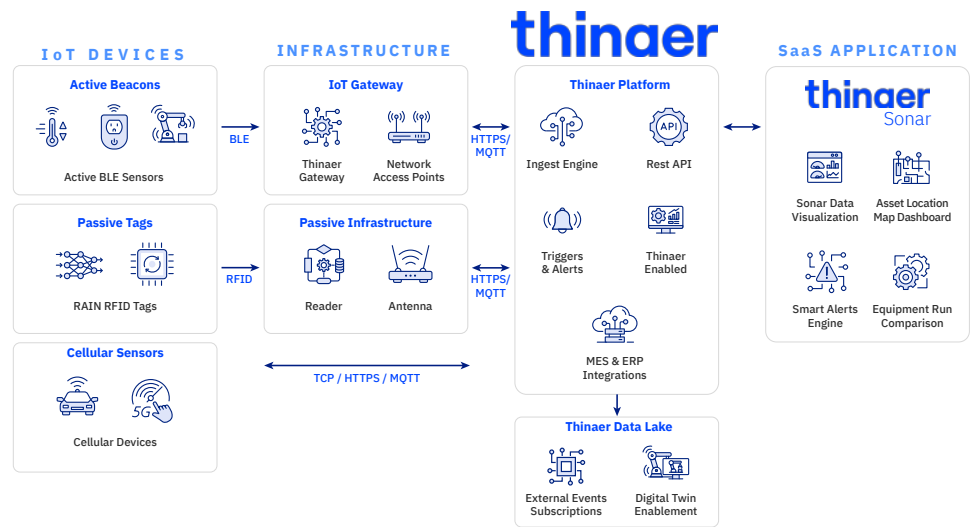 IoT DEVICES
Active Beacons
Active BLE Sensors
Passive Tags
RAIN RFID Tags
Cellular Sensors
5G
Cellular Devices
BLE
RFID
INFRASTRUCTURE
IoT Gateway
Thinaer
Gateway
Network
Access Points
Passive Infrastructure
Reader
Antenna
TCP / HTTPS / MQTT
HTTPS/
MQTT
HTTPS/
MQTT
thinaer
Thinaer Platform
Ingest Engine
API
Rest API
Triggers
& Alerts
Thinaer
Enabled
MES & ERP
Integrations
Thinaer Data Lake
External Events
Subscriptions
Digital Twin
Enablement
SaaS APPLICATION
thinaer
Sonar
Sonar Data
Visualization
Asset Location
Map Dashboard
Smart Alerts
Engine
Equipment Run
Comparison